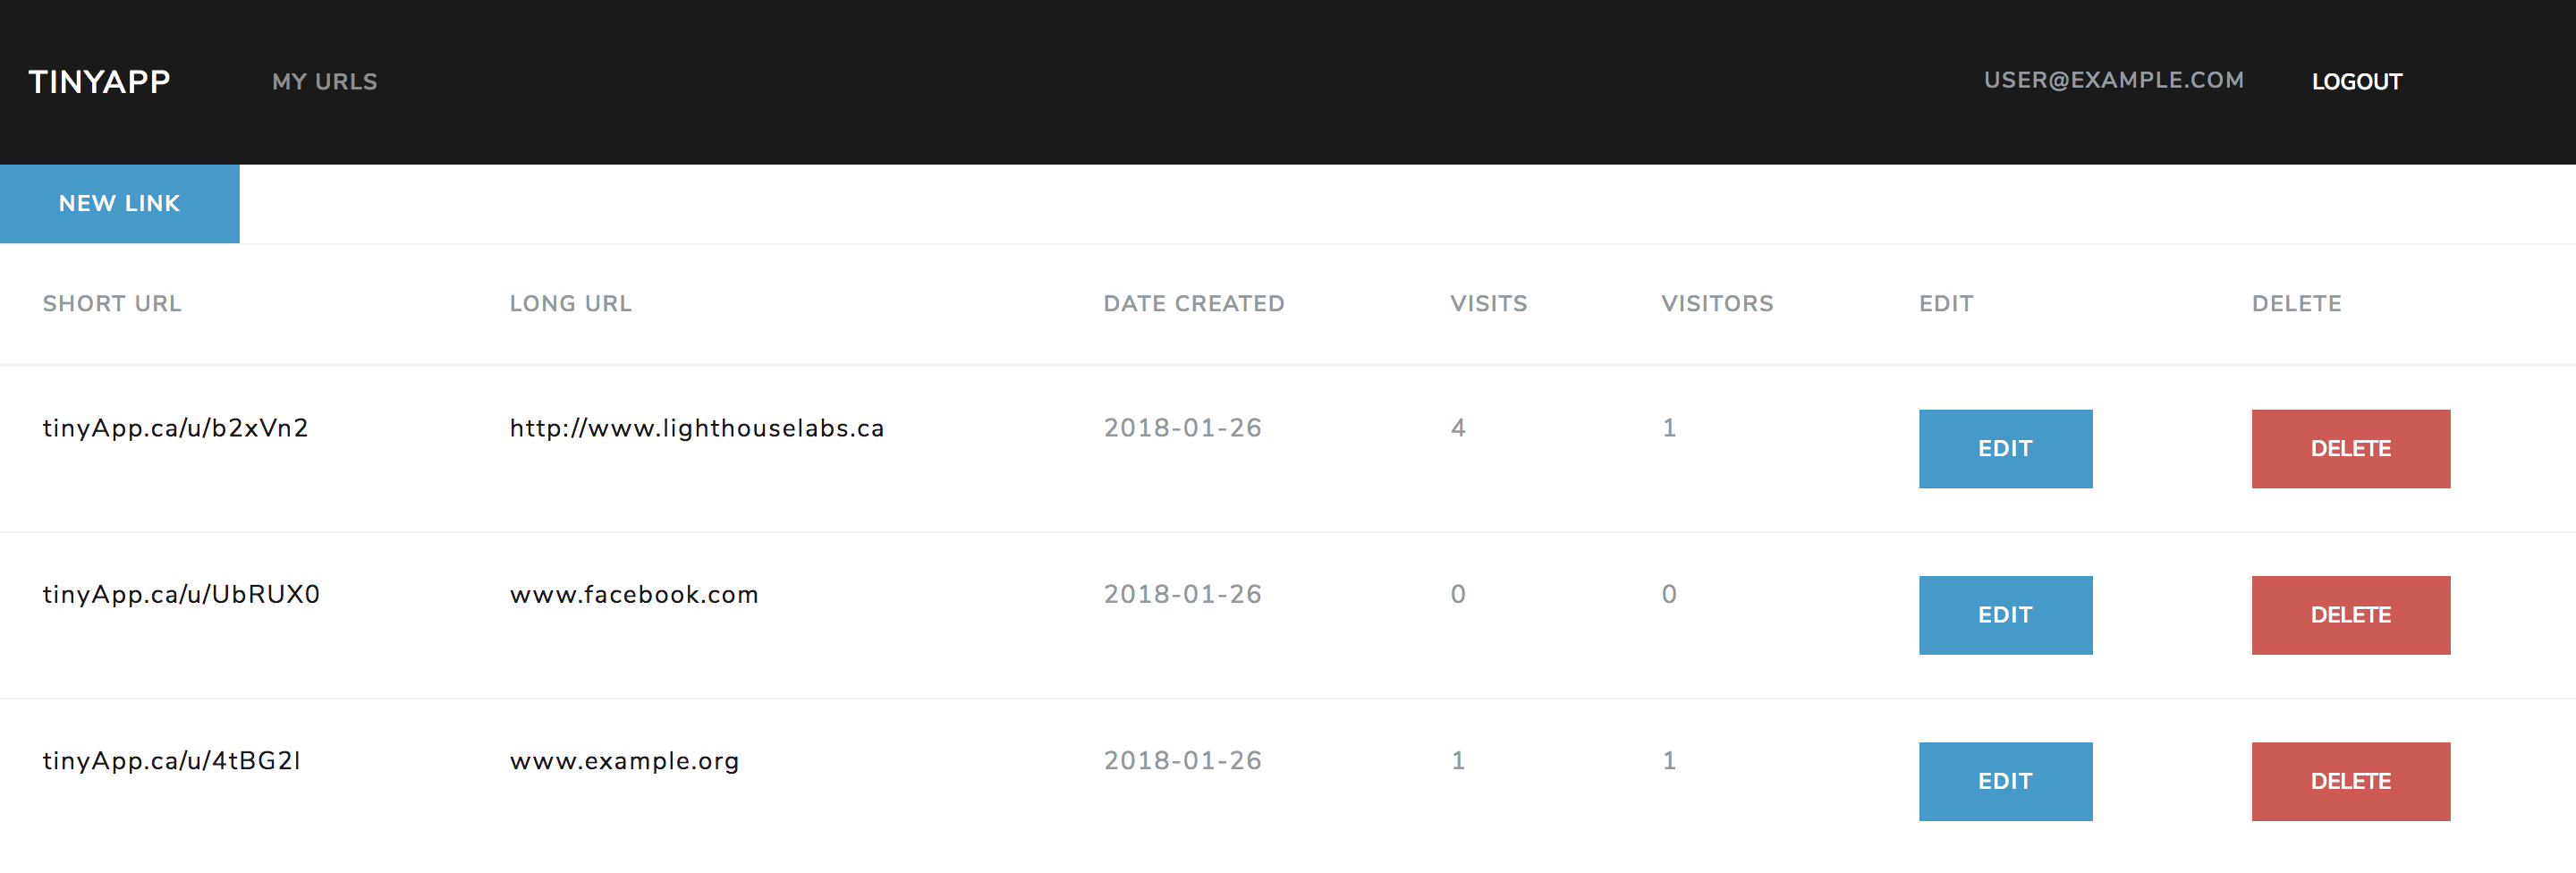 TINYAPP MY URLS USER@EXAMPLE.COM LOGOUT
NEW LINK
SHORT URL LONG URL DATE CREATED VISITS VISITORS EDIT DELETE
tinyApp.ca/u/b2xVn2 http://www.lighthouselabs.ca 2018-01-26 4 1 EDIT DELETE
tinyApp.ca/u/UbRUX0 www.facebook.com 2018-01-26 0 0 EDIT DELETE
tinyApp.ca/u/4tBG2I www.example.org 2018-01-26 1 1 EDIT DELETE